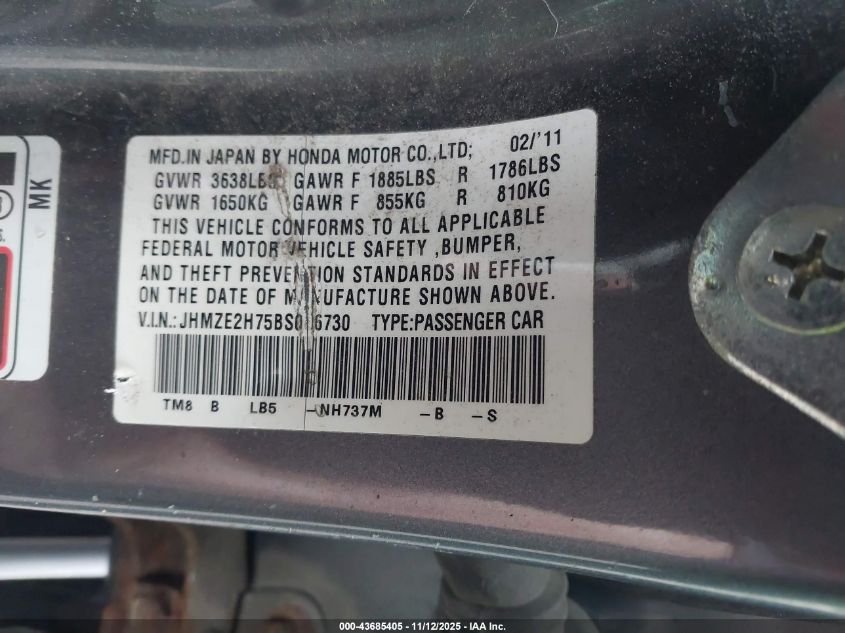 MFD.IN JAPAN BY HONDA MOTOR CO.,LTD; 02/'11
GVWR 3638LBS GAWR F 1885LBS R 1786LBS
GVWR 1650KG GAWR F 855KG R 810KG
THIS VEHICLE CONFORMS TO ALL APPLICABLE
FEDERAL MOTOR VEHICLE SAFETY ,BUMPER,
AND THEFT PREVENTION STANDARDS IN EFFECT
ON THE DATE OF MANUFACTURE SHOWN ABOVE.
V.I.N.: TYPE:PASSENGER CAR
TM8 B LB5 -NH737M -B -S
MK
000-43685405 - 11/12/2025 - IAA Inc.